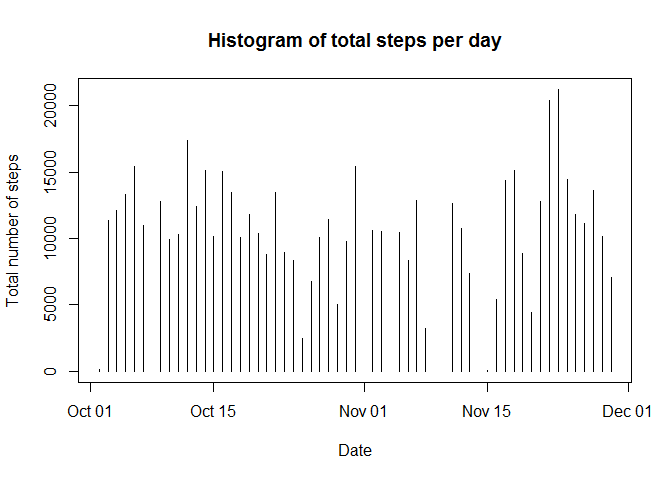 Histogram of total steps per day
Total number of steps
20000
15000
10000
5000
0
Oct 01 Oct 15 Nov 01 Nov 15 Dec 01
Date